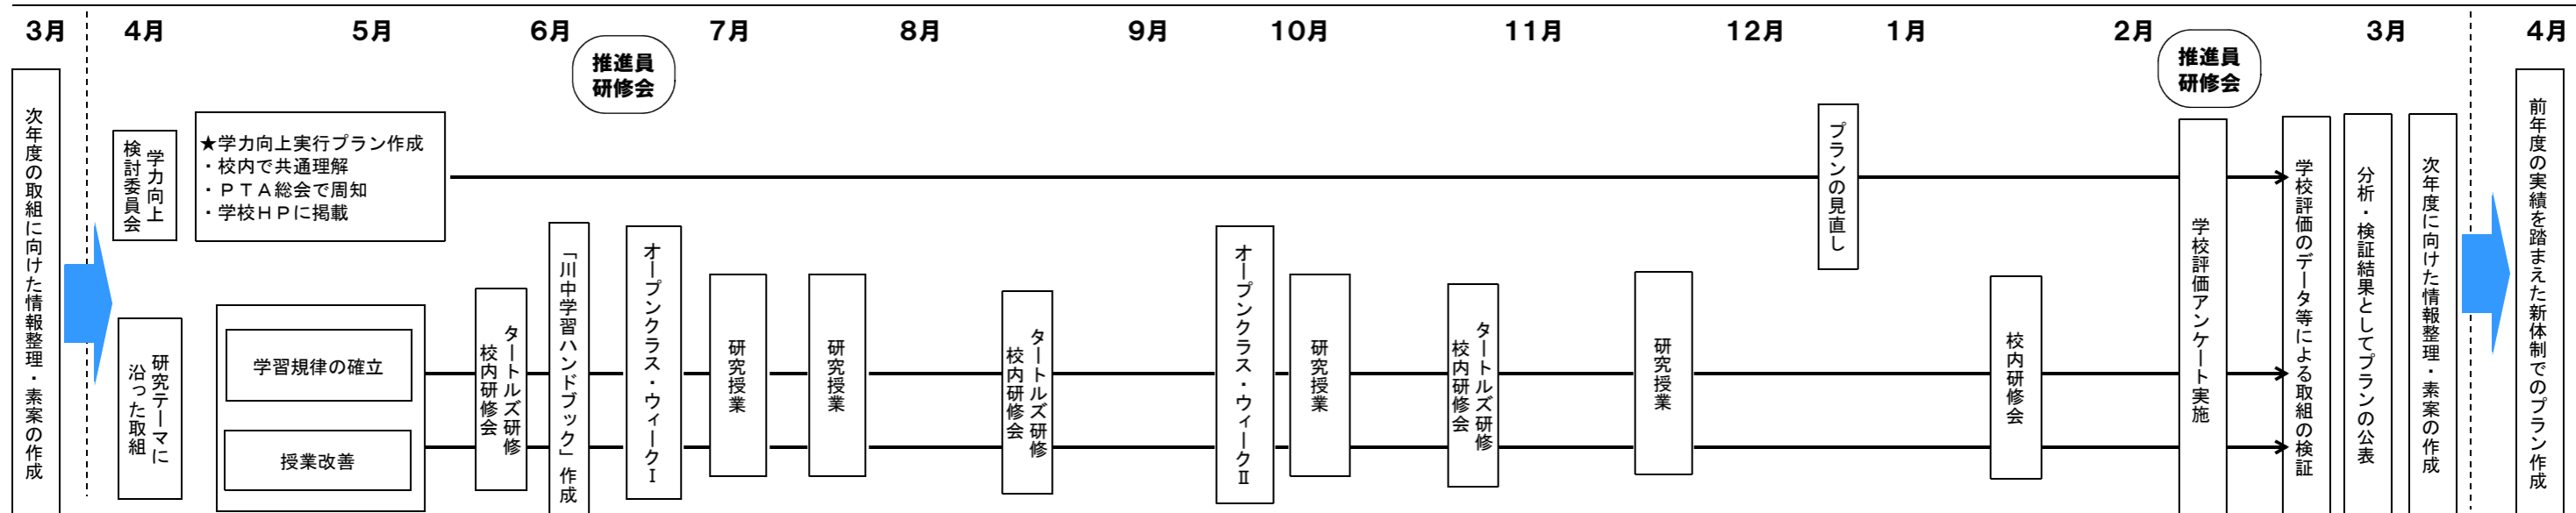 3月
4月
5月
6月
7月
8月
9月
10月
11月
12月
1月
2月
3月
4月
推進員
研修会
推進員
研修会
次年度の取組に向けた情報整理・素案の作成
学力向上
検討委員会
★学力向上実行プラン作成
・校内で共通理解
・ＰＴＡ総会で周知
・学校ＨＰに掲載
研究テーマに
沿った取組
学習規律の確立
授業改善
タートルズ研修
校内研修会
「川中学習ハンドブック」作成
オープンクラス・ウィークⅠ
研究授業
研究授業
タートルズ研修
校内研修会
オープンクラス・ウィークⅡ
研究授業
タートルズ研修
校内研修会
研究授業
プランの見直し
校内研修会
学校評価アンケート実施
学校評価のデータ等による取組の検証
分析・検証結果としてプランの公表
次年度に向けた情報整理・素案の作成
前年度の実績を踏まえた新体制でのプラン作成